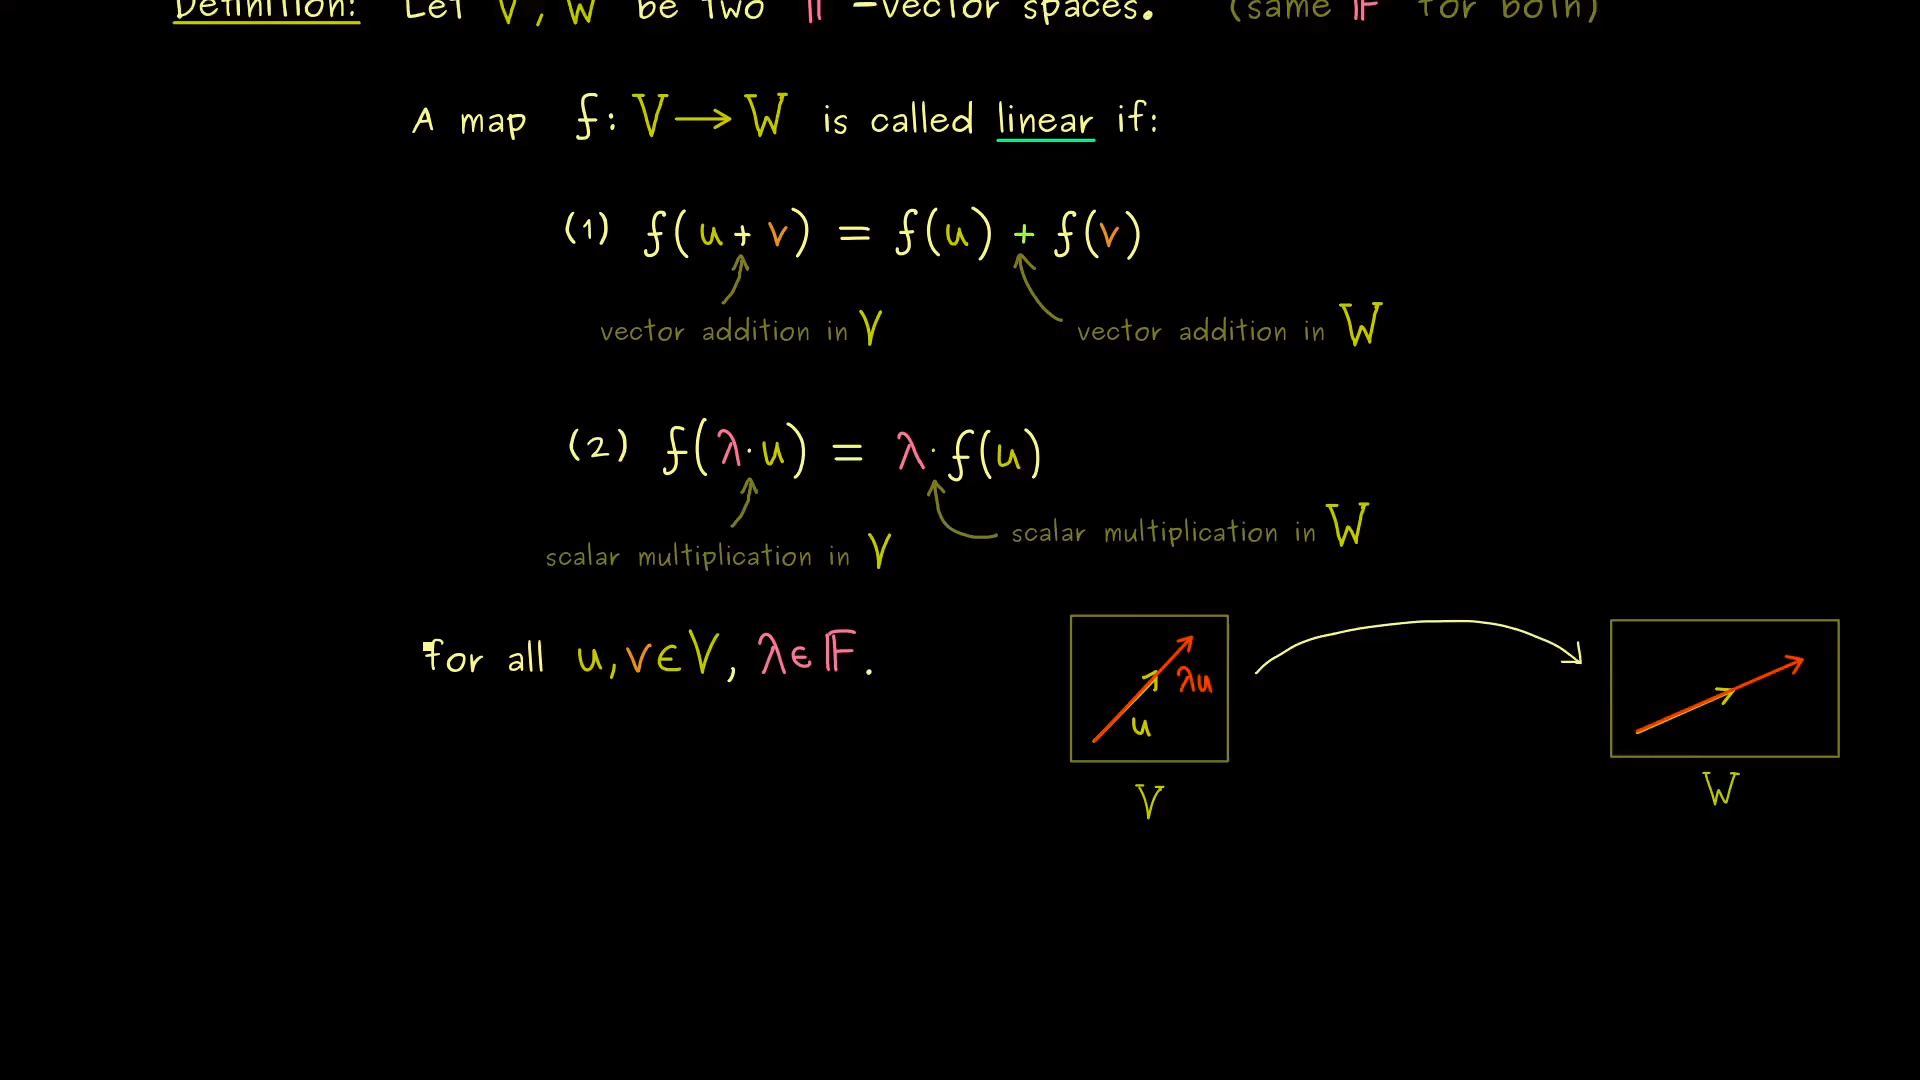 Definition: Let V, W be two 𝔽-vector spaces. (same 𝔽 for both)
A map f: V → W is called linear if:
(1) f(u + v) = f(u) + f(v)
vector addition in V vector addition in W
(2) f(λ·u) = λ·f(u)
scalar multiplication in V scalar multiplication in W
for all u, v ∈ V, λ ∈ 𝔽.
λu
u
V W